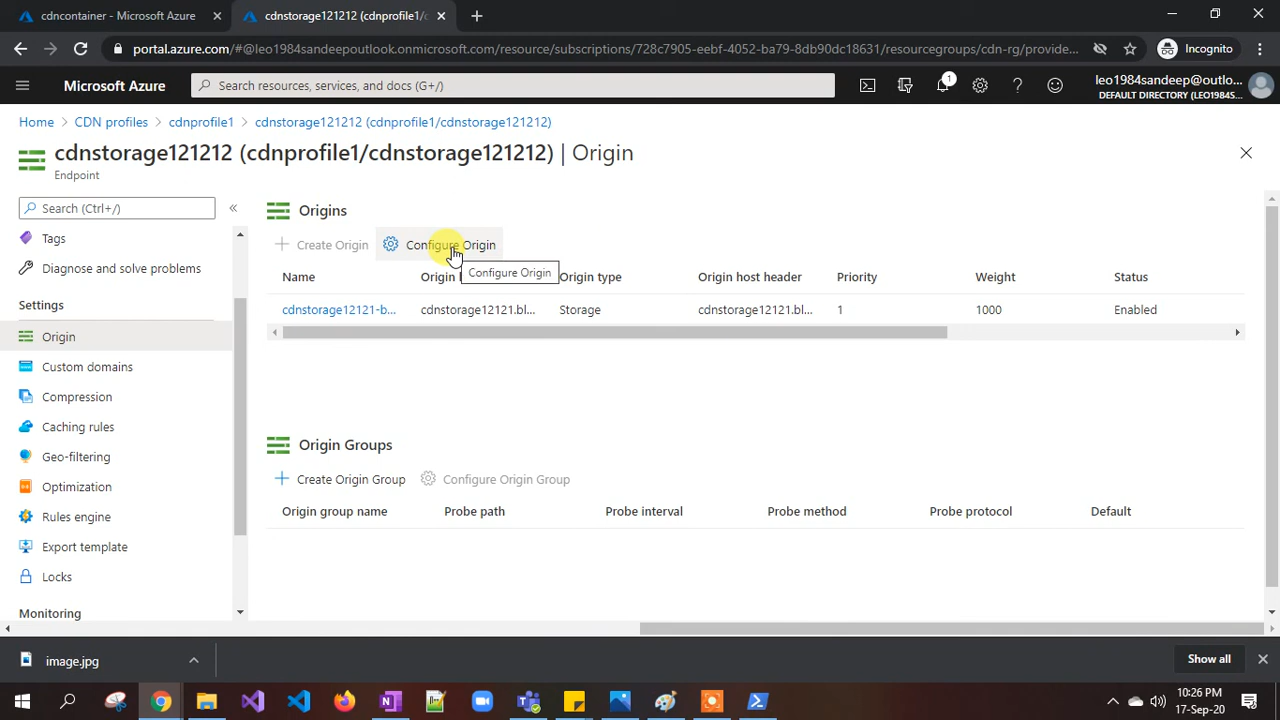 cdncontainer - Microsoft Azure
cdnstorage121212 (cdnprofile1/c
portal.azure.com/#@leo1984sandeepoutlook.onmicrosoft.com/resource/subscriptions/728c7905-eebf-4052-ba79-8db90dc18631/resourcegroups/cdn-rg/provide...
Incognito
Microsoft Azure
Search resources, services, and docs (G+/)
1
leo1984sandeep@outlo...
DEFAULT DIRECTORY (LEO1984S...
Home > CDN profiles > cdnprofile1 > cdnstorage121212 (cdnprofile1/cdnstorage121212)
cdnstorage121212 (cdnprofile1/cdnstorage121212) | Origin
Endpoint
Search (Ctrl+/)
Tags
Diagnose and solve problems
Settings
Origin
Custom domains
Compression
Caching rules
Geo-filtering
Optimization
Rules engine
Export template
Locks
Monitoring
Origins
Create Origin
Configure Origin
Configure Origin
Name Origin Origin type Origin host header Priority Weight Status
cdnstorage12121-b... cdnstorage12121.bl... Storage cdnstorage12121.bl... 1 1000 Enabled
Origin Groups
Create Origin Group
Configure Origin Group
Origin group name Probe path Probe interval Probe method Probe protocol Default
image.jpg
Show all
10:26 PM
17-Sep-20